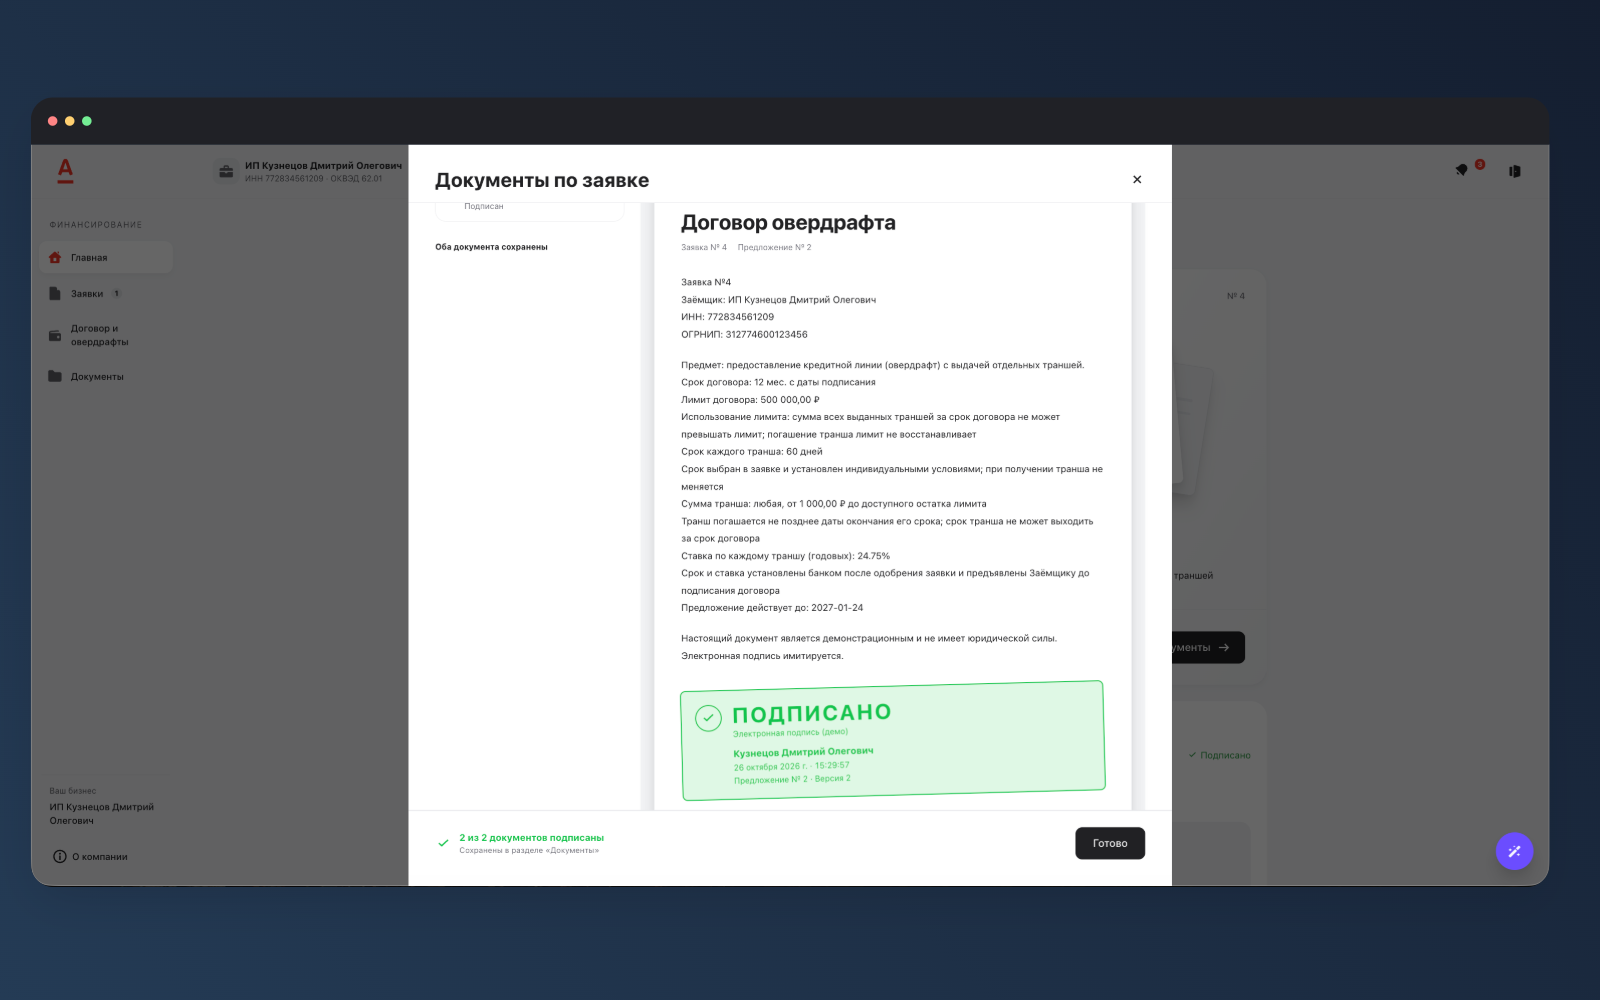 А
ИП Кузнецов Дмитрий Олегович
ИНН 772834561209 · ОКВЭД 62.01
3
ФИНАНСИРОВАНИЕ
Главная
Заявки 1
Договор и
овердрафты
Документы
Ваш бизнес
ИП Кузнецов Дмитрий
Олегович
О компании
Документы по заявке
Подписан
Оба документа сохранены
Договор овердрафта
Заявка № 4 Предложение № 2
Заявка №4
Заёмщик: ИП Кузнецов Дмитрий Олегович
ИНН: 772834561209
ОГРНИП: 312774600123456
Предмет: предоставление кредитной линии (овердрафт) с выдачей отдельных траншей.
Срок договора: 12 мес. с даты подписания
Лимит договора: 500 000,00 ₽
Использование лимита: сумма всех выданных траншей за срок договора не может
превышать лимит; погашение транша лимит не восстанавливает
Срок каждого транша: 60 дней
Срок выбран в заявке и установлен индивидуальными условиями; при получении транша не
меняется
Сумма транша: любая, от 1 000,00 ₽ до доступного остатка лимита
Транш погашается не позднее даты окончания его срока; срок транша не может выходить
за срок договора
Ставка по каждому траншу (годовых): 24.75%
Срок и ставка установлены банком после одобрения заявки и предъявлены Заёмщику до
подписания договора
Предложение действует до: 2027-01-24
Настоящий документ является демонстрационным и не имеет юридической силы.
Электронная подпись имитируется.
ПОДПИСАНО
Электронная подпись (демо)
Кузнецов Дмитрий Олегович
26 октября 2026 г. · 15:29:57
Предложение № 2 · Версия 2
2 из 2 документов подписаны
Сохранены в разделе «Документы»
Готово
№ 4
траншей
ументы
Подписано